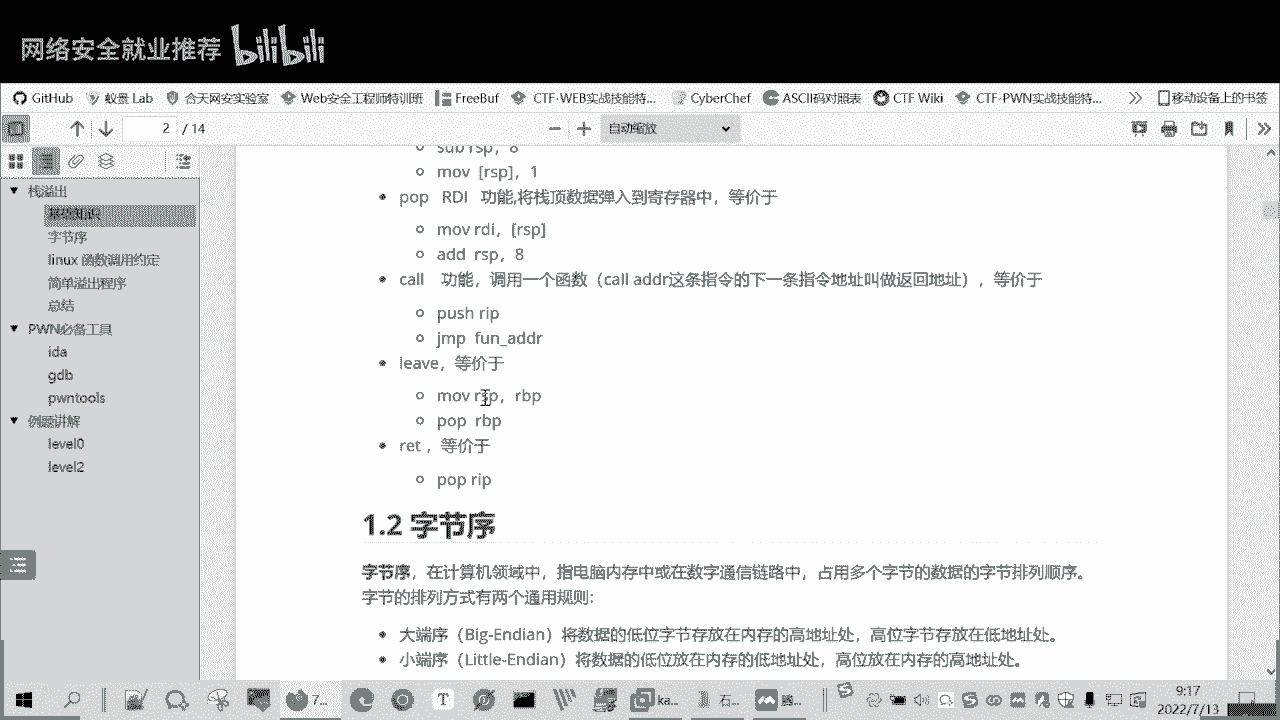 网络安全就业推荐 bilibili
GitHub 蚁景 Lab 合天网安实验室 Web安全工程师特训班 FreeBuf CTF-WEB实战技能特... CyberChef ASCII码对照表 CTF Wiki CTF-PWN实战技能特... 移动设备上的书签
2 / 14 自动缩放
栈溢出
基础知识
字节序
linux 函数调用约定
简单溢出程序
总结
PWN必备工具
ida
gdb
pwntools
例题讲解
level0
level2
sub rsp，8
mov [rsp]，1
pop RDI 功能,将栈顶数据弹入到寄存器中，等价于
mov rdi，[rsp]
add rsp，8
call 功能，调用一个函数（call addr这条指令的下一条指令地址叫做返回地址），等价于
push rip
jmp fun_addr
leave，等价于
mov rsp，rbp
pop rbp
ret ，等价于
pop rip
1.2 字节序
字节序，在计算机领域中，指电脑内存中或在数字通信链路中，占用多个字节的数据的字节排列顺序。
字节的排列方式有两个通用规则:
大端序（Big-Endian）将数据的低位字节存放在内存的高地址处，高位字节存放在低地址处。
小端序（Little-Endian）将数据的低位放在内存的低地址处，高位放在内存的高地址处。
7... ka... 石... 路...
9:17
2022/7/13